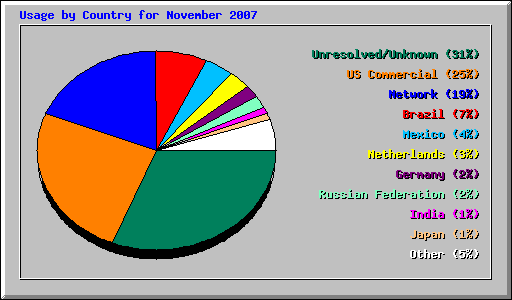 Usage by Country for November 2007
Unresolved/Unknown (31%)
US Commercial (25%)
Network (19%)
Brazil (7%)
Mexico (4%)
Netherlands (3%)
Germany (2%)
Russian Federation (2%)
India (1%)
Japan (1%)
Other (5%)